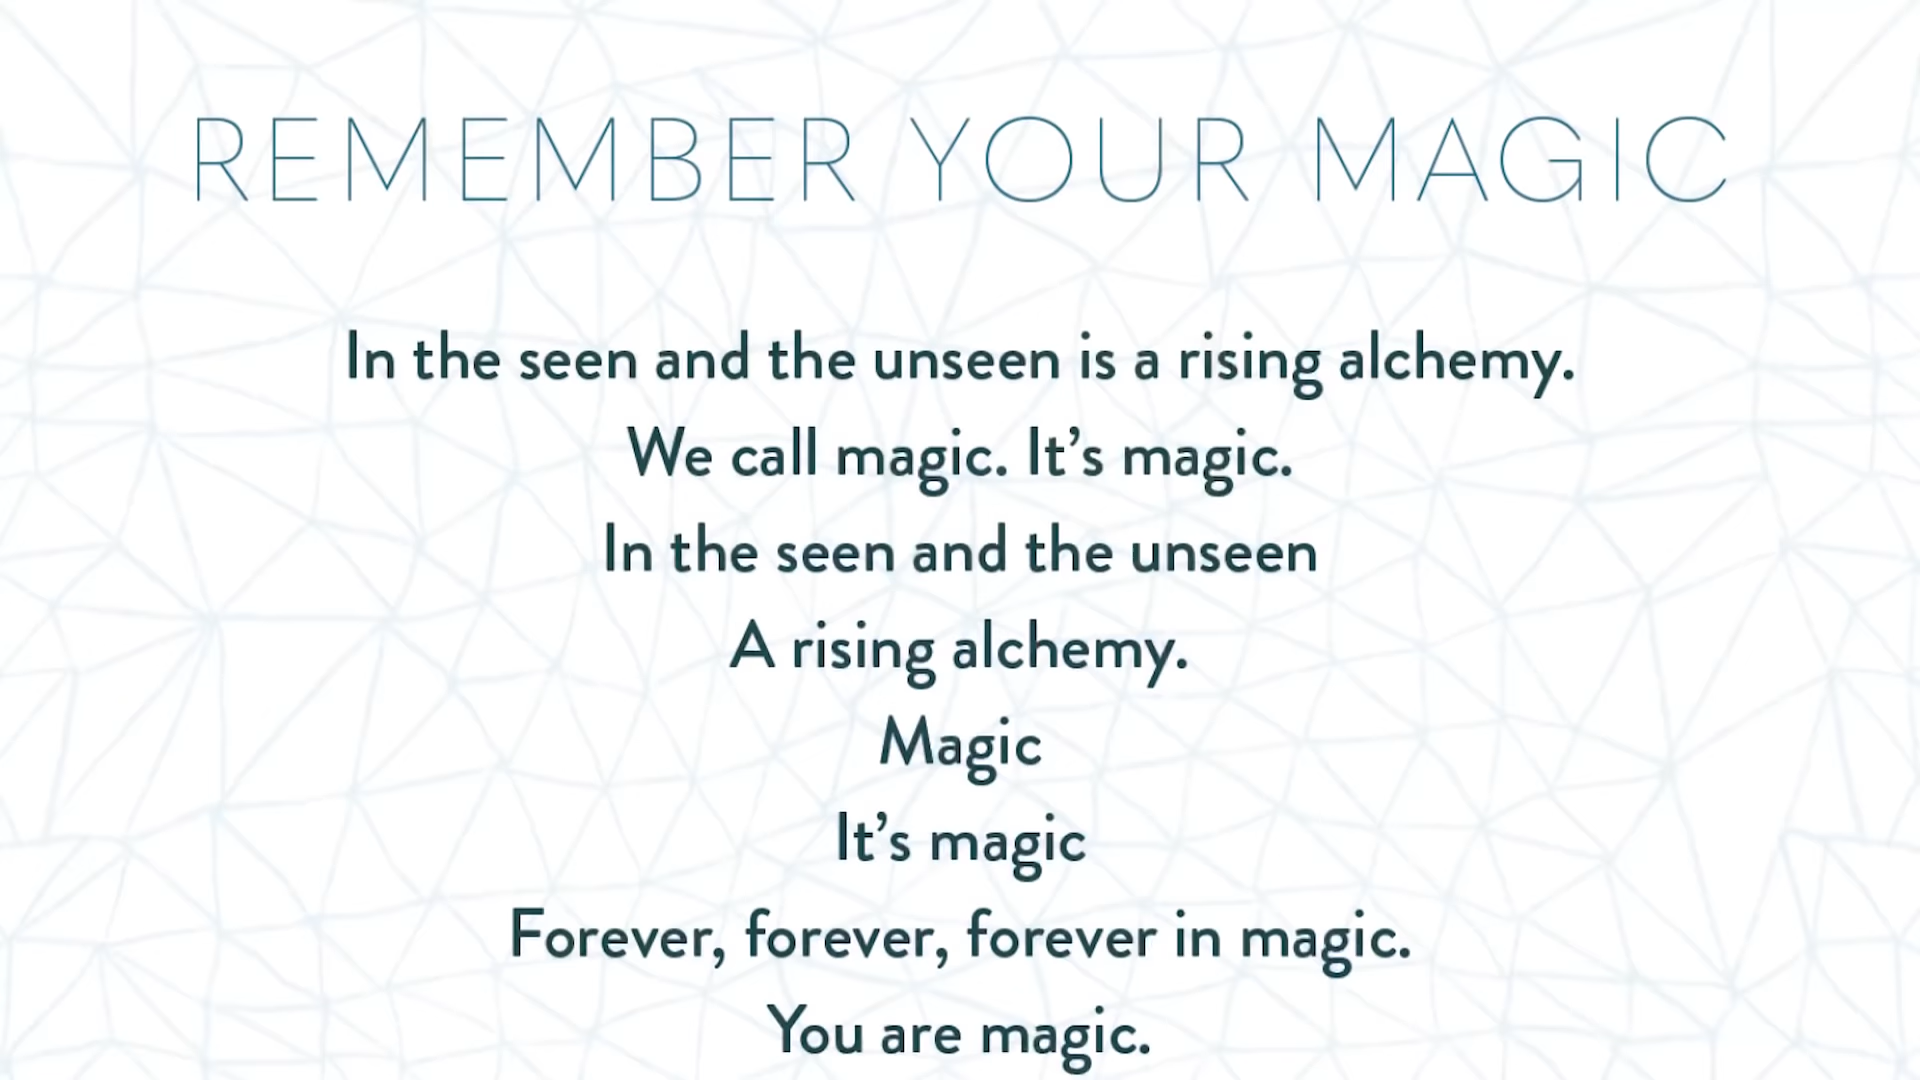 REMEMBER YOUR MAGIC
In the seen and the unseen is a rising alchemy.
We call magic. It’s magic.
In the seen and the unseen
A rising alchemy.
Magic
It’s magic
Forever, forever, forever in magic.
You are magic.